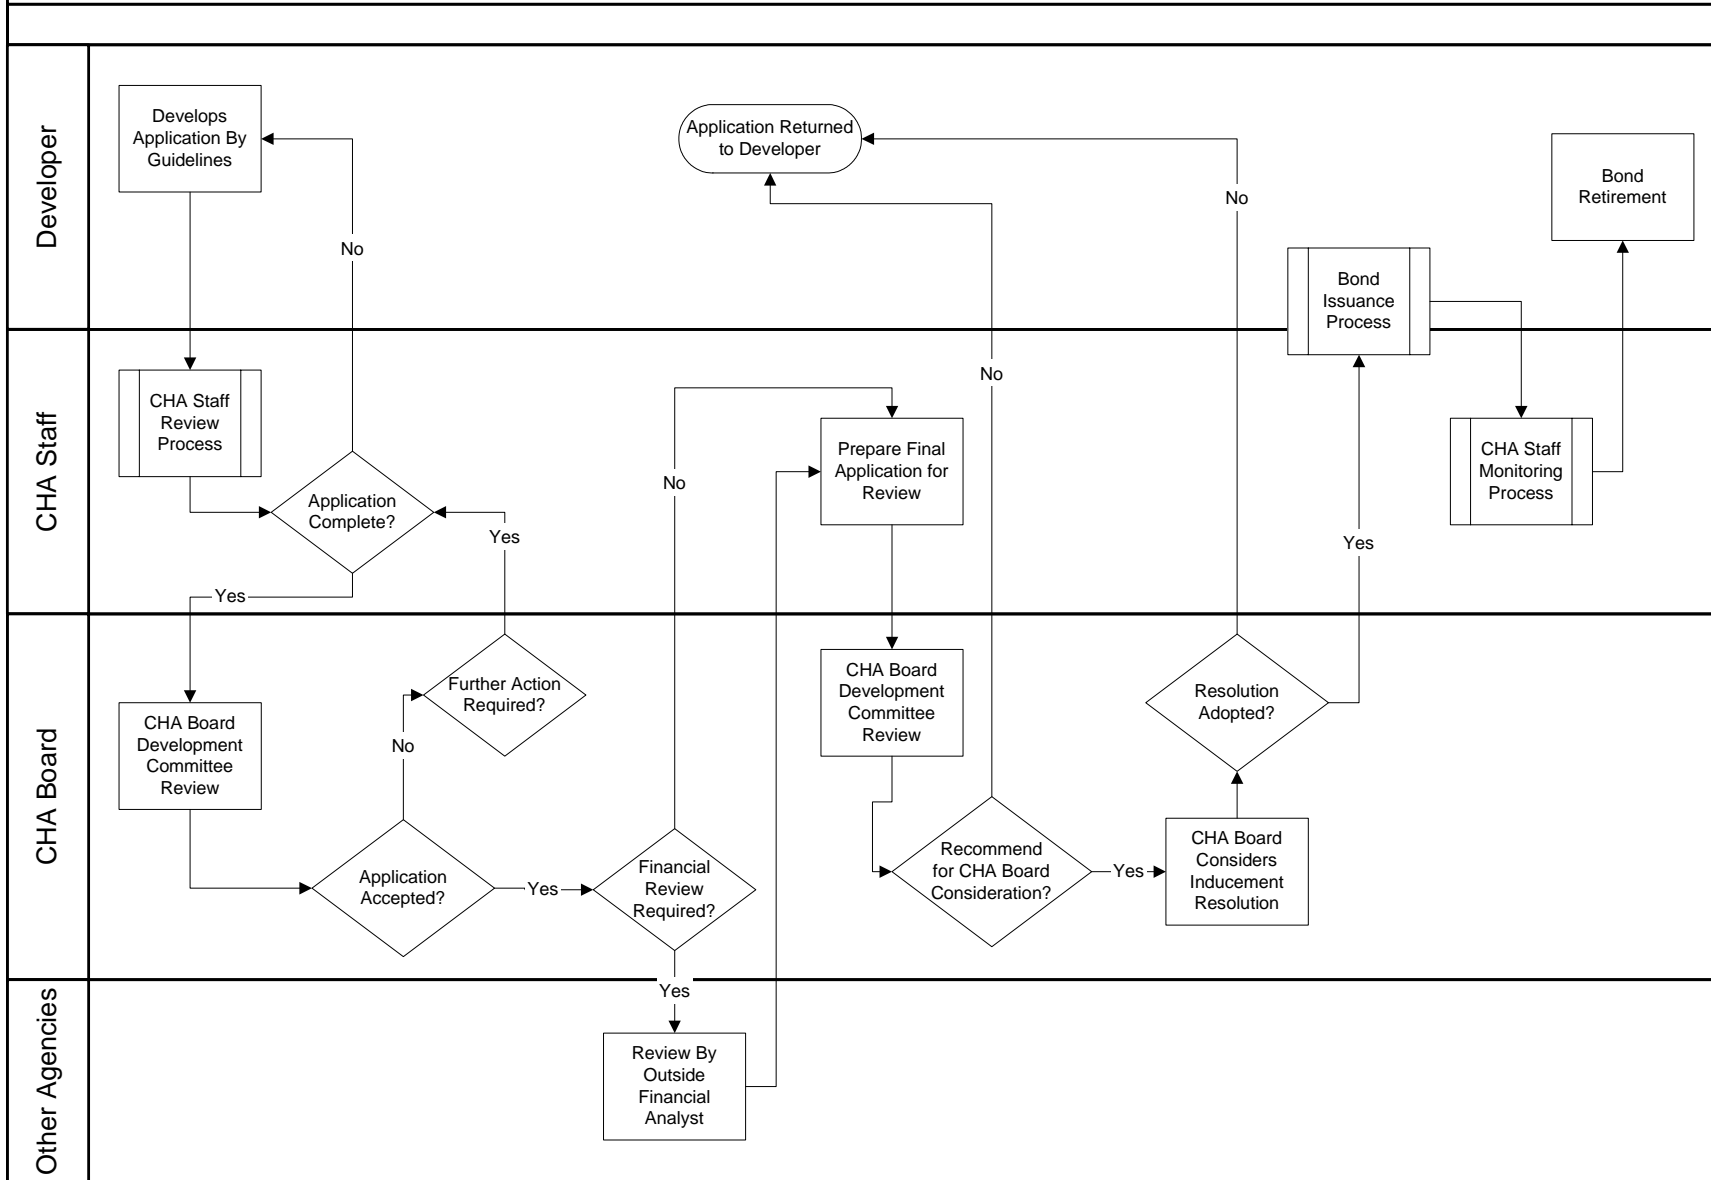 Developer
Develops
Application By
Guidelines
No
Application Returned
to Developer
No
Bond
Retirement
Bond
Issuance
Process
CHA Staff
CHA Staff
Review
Process
Application
Complete?
Yes
Yes
No
Prepare Final
Application for
Review
No
Yes
CHA Staff
Monitoring
Process
CHA Board
CHA Board
Development
Committee
Review
Further Action
Required?
No
Application
Accepted?
Yes
Financial
Review
Required?
CHA Board
Development
Committee
Review
Recommend
for CHA Board
Consideration?
Yes
Resolution
Adopted?
CHA Board
Considers
Inducement
Resolution
Other Agencies
Yes
Review By
Outside
Financial
Analyst